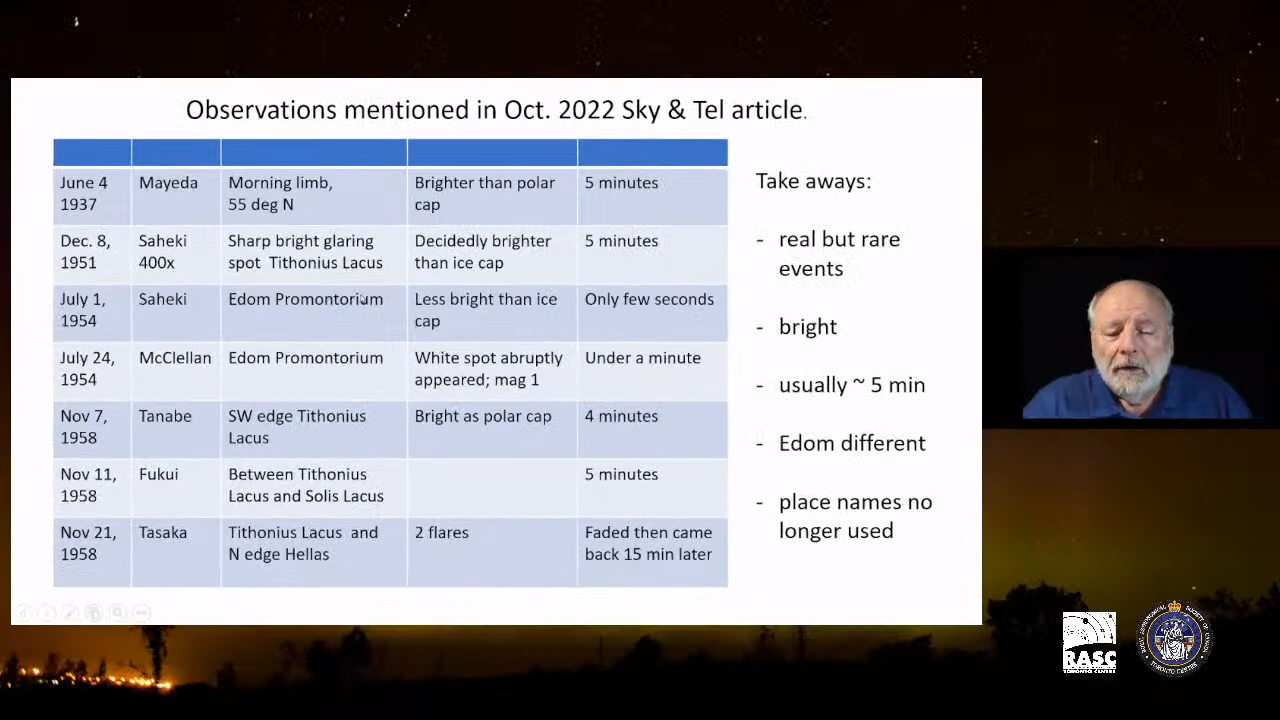 Observations mentioned in Oct. 2022 Sky & Tel article.
June 4 1937 Mayeda Morning limb, 55 deg N Brighter than polar cap 5 minutes
Dec. 8, 1951 Saheki 400x Sharp bright glaring spot Tithonius Lacus Decidedly brighter than ice cap 5 minutes
July 1, 1954 Saheki Edom Promontorium Less bright than ice cap Only few seconds
July 24, 1954 McClellan Edom Promontorium White spot abruptly appeared; mag 1 Under a minute
Nov 7, 1958 Tanabe SW edge Tithonius Lacus Bright as polar cap 4 minutes
Nov 11, 1958 Fukui Between Tithonius Lacus and Solis Lacus 5 minutes
Nov 21, 1958 Tasaka Tithonius Lacus and N edge Hellas 2 flares Faded then came back 15 min later
Take aways:
- real but rare
events
- bright
- usually ~ 5 min
- Edom different
- place names no
longer used
RASC
TORONTO CENTRE